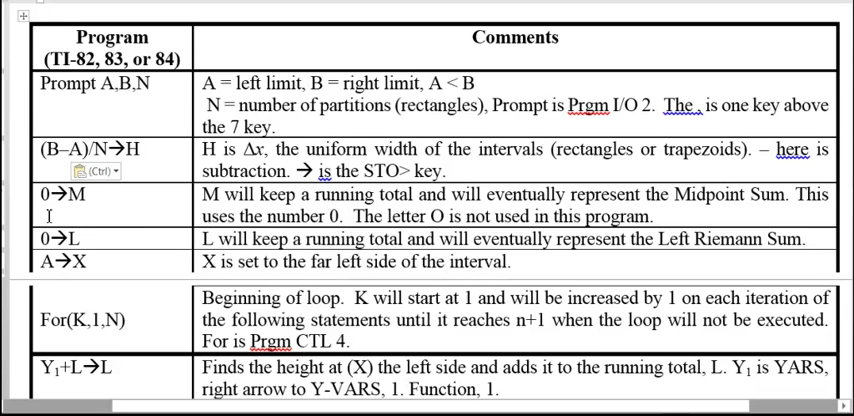 Program
(TI-82, 83, or 84)
Comments
Prompt A,B,N
A = left limit, B = right limit, A < B
N = number of partitions (rectangles), Prompt is Prgm I/O 2. The , is one key above
the 7 key.
(B–A)/N→H
H is Δx, the uniform width of the intervals (rectangles or trapezoids). – here is
subtraction. → is the STO> key.
(Ctrl)
0→M
M will keep a running total and will eventually represent the Midpoint Sum. This
uses the number 0. The letter O is not used in this program.
0→L
L will keep a running total and will eventually represent the Left Riemann Sum.
A→X
X is set to the far left side of the interval.
For(K,1,N)
Beginning of loop. K will start at 1 and will be increased by 1 on each iteration of
the following statements until it reaches n+1 when the loop will not be executed.
For is Prgm CTL 4.
Y₁+L→L
Finds the height at (X) the left side and adds it to the running total, L. Y₁ is YARS,
right arrow to Y-VARS, 1. Function, 1.